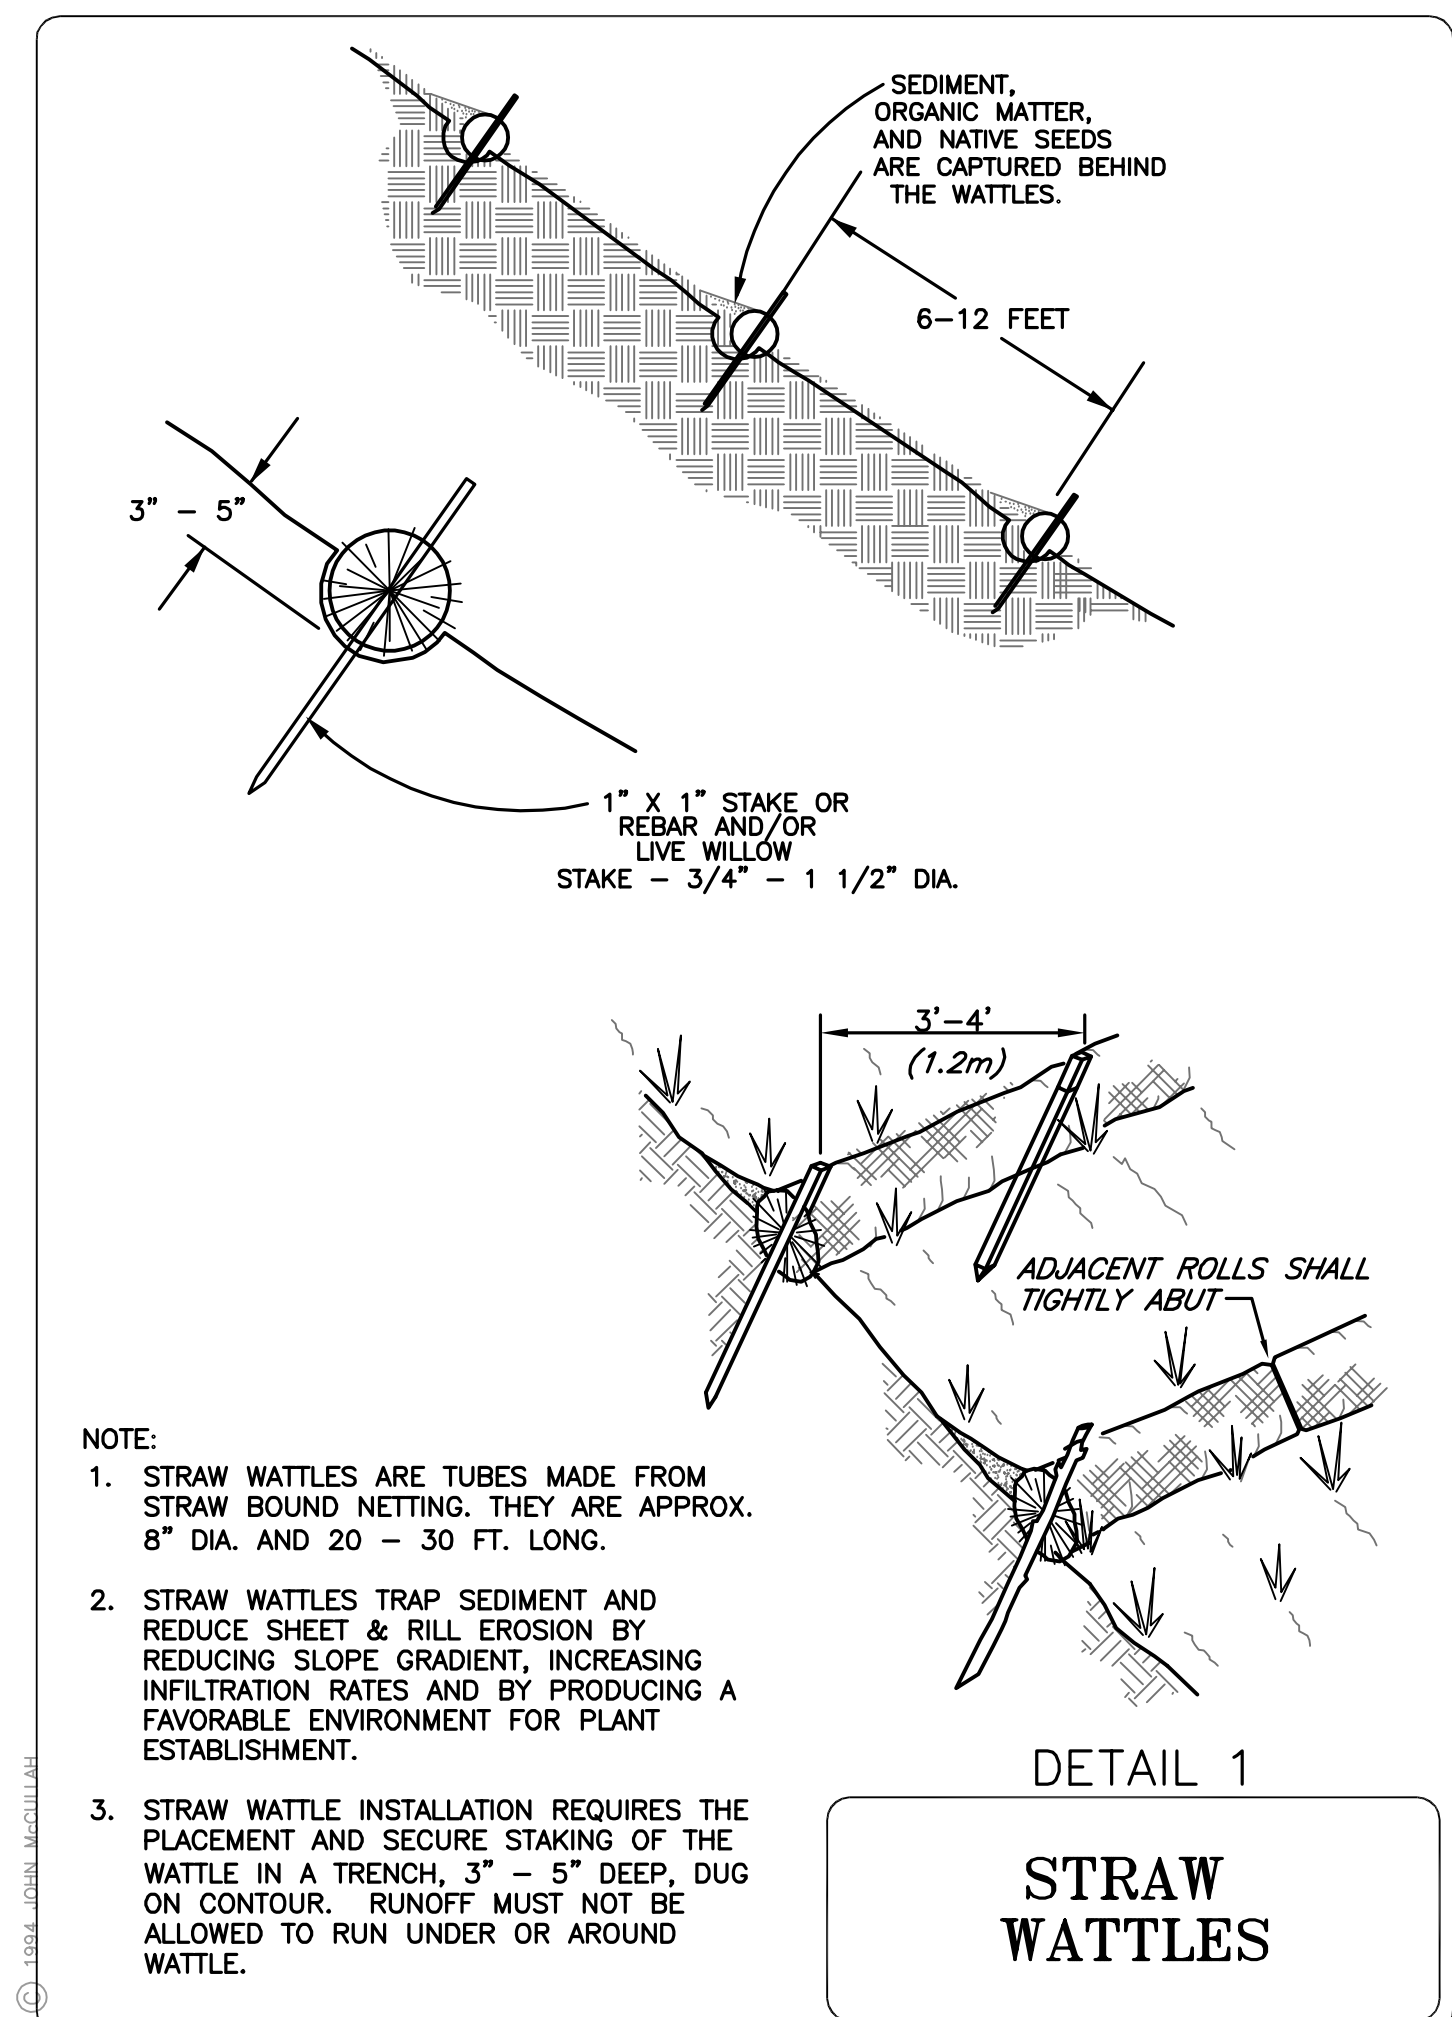 SEDIMENT,
ORGANIC MATTER,
AND NATIVE SEEDS
ARE CAPTURED BEHIND
THE WATTLES.
6-12 FEET
3" - 5"
1" X 1" STAKE OR
REBAR AND/OR
LIVE WILLOW
STAKE - 3/4" - 1 1/2" DIA.
3'-4'
(1.2m)
ADJACENT ROLLS SHALL
TIGHTLY ABUT
NOTE:
1. STRAW WATTLES ARE TUBES MADE FROM
STRAW BOUND NETTING. THEY ARE APPROX.
8" DIA. AND 20 - 30 FT. LONG.
2. STRAW WATTLES TRAP SEDIMENT AND
REDUCE SHEET & RILL EROSION BY
REDUCING SLOPE GRADIENT, INCREASING
INFILTRATION RATES AND BY PRODUCING A
FAVORABLE ENVIRONMENT FOR PLANT
ESTABLISHMENT.
3. STRAW WATTLE INSTALLATION REQUIRES THE
PLACEMENT AND SECURE STAKING OF THE
WATTLE IN A TRENCH, 3" - 5" DEEP, DUG
ON CONTOUR. RUNOFF MUST NOT BE
ALLOWED TO RUN UNDER OR AROUND
WATTLE.
DETAIL 1
STRAW
WATTLES
© 1994 JOHN McCULLAH